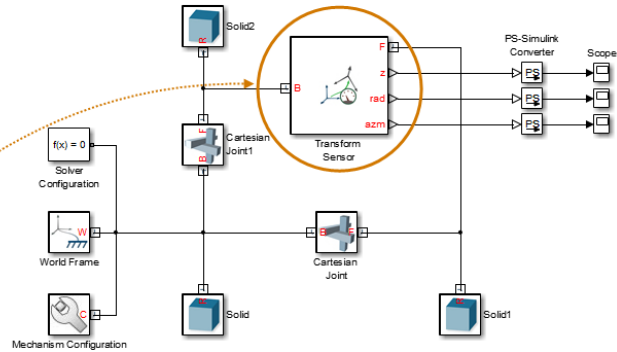 R
Solid2
F
B
z
rad
azm
Transform
Sensor
PS-Simulink
Converter
Scope
PS
PS
PS
F
B
Cartesian
Joint1
f(x) = 0
Solver
Configuration
W
World Frame
B
F
Cartesian
Joint
C
Mechanism Configuration
R
Solid
R
Solid1